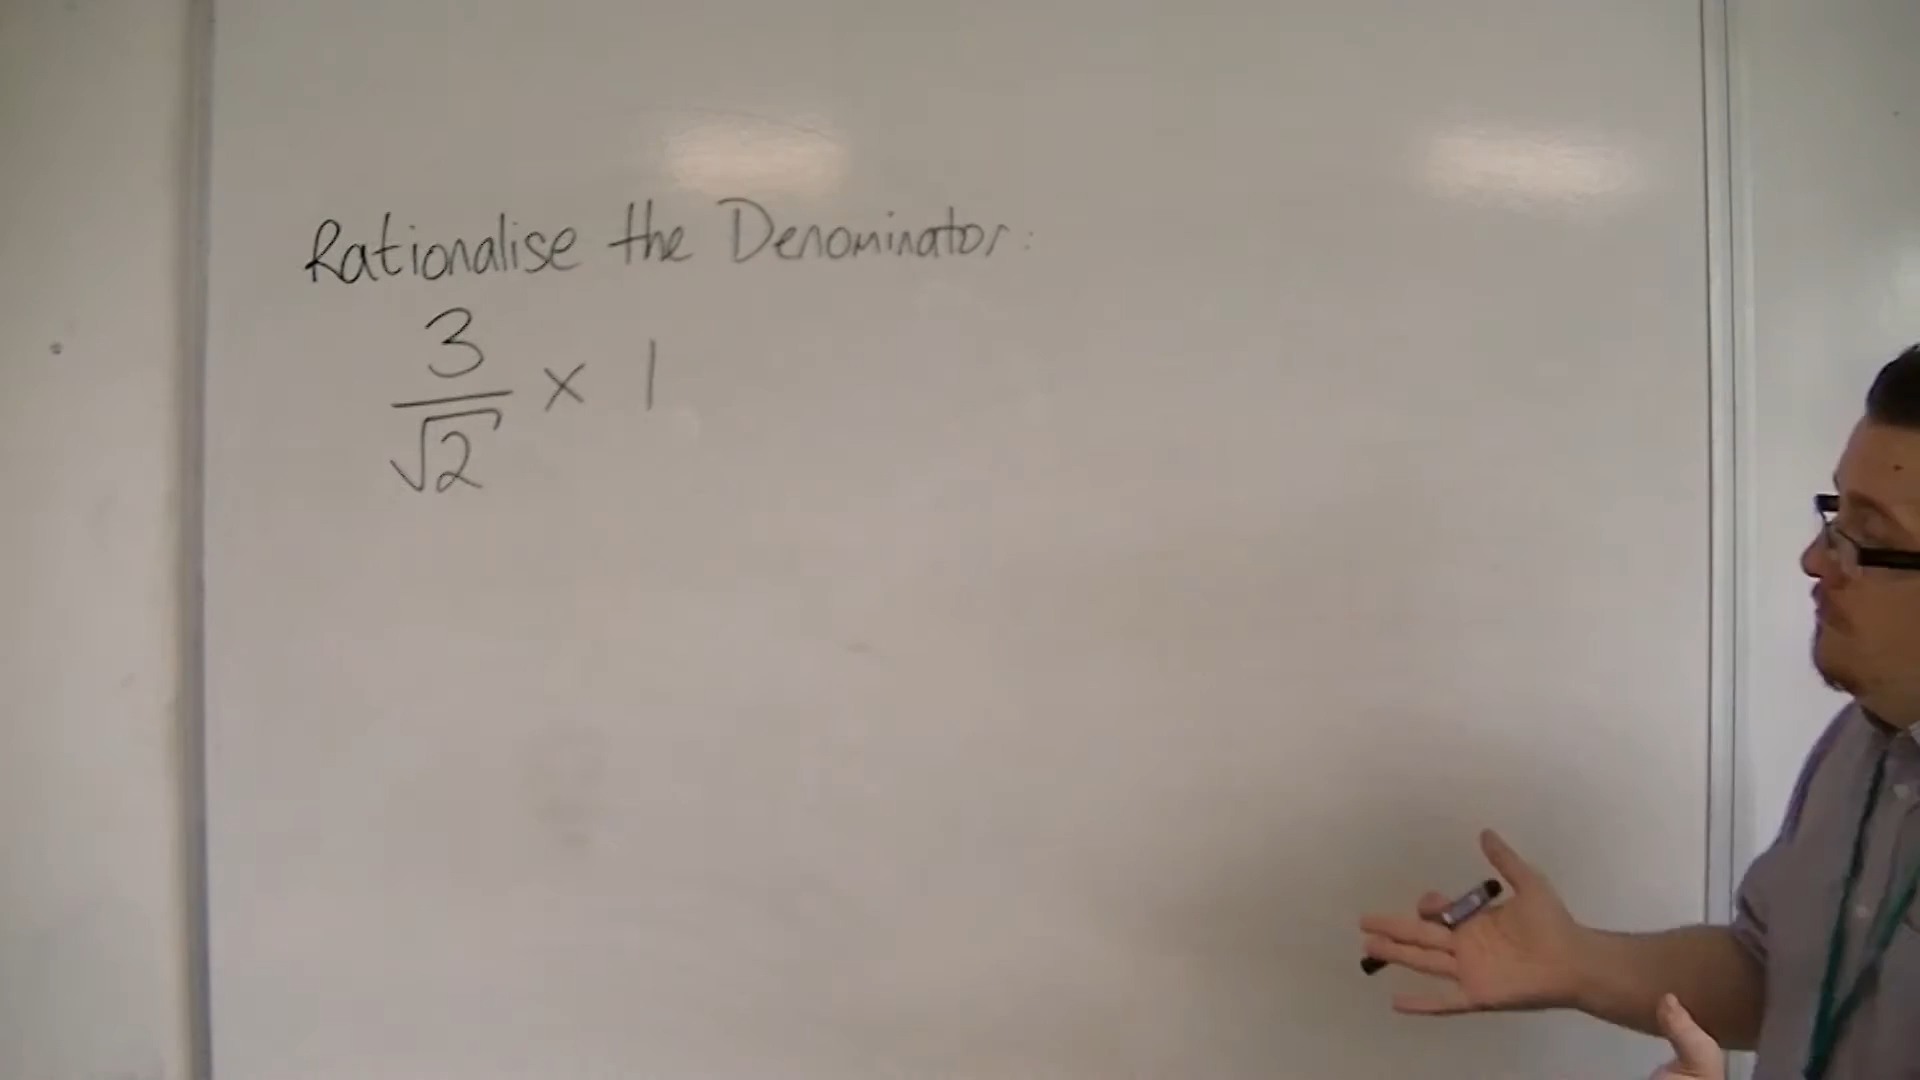 Rationalise the Denominator:
3/√2 × 1